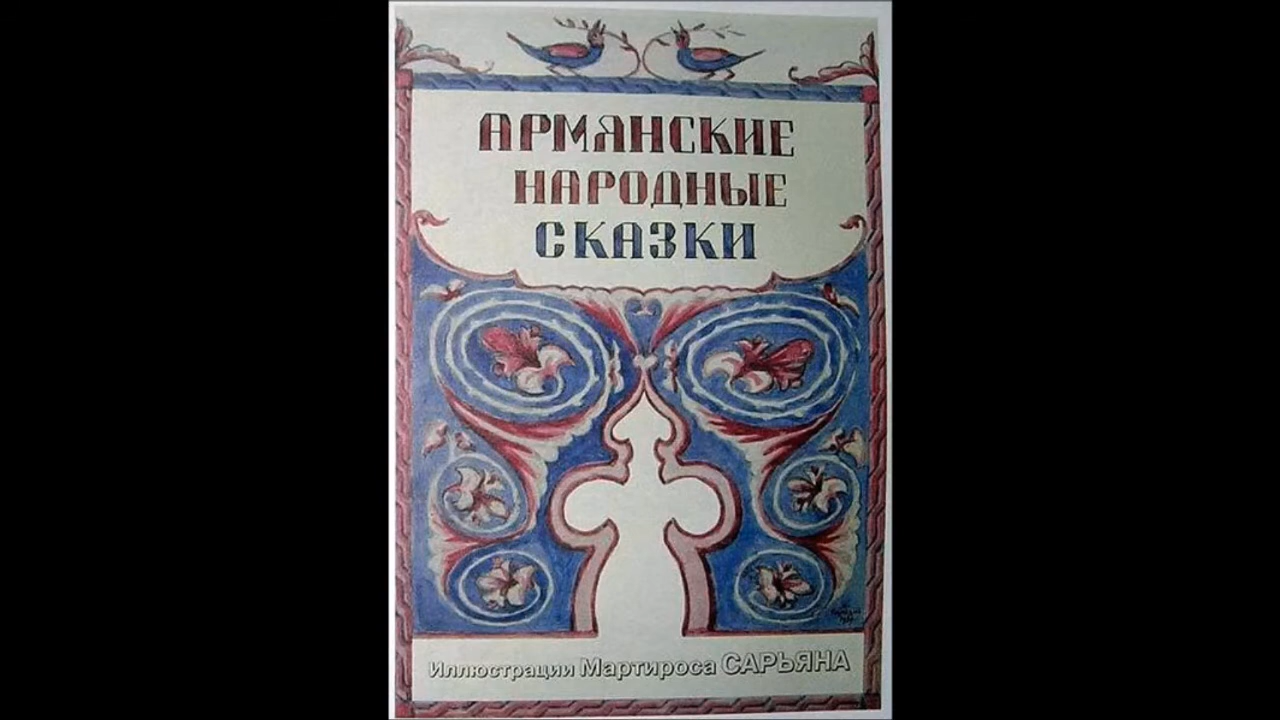 АРМЯНСКИЕ
НАРОДНЫЕ
СКАЗКИ
Иллюстрации Мартироса САРЬЯНА